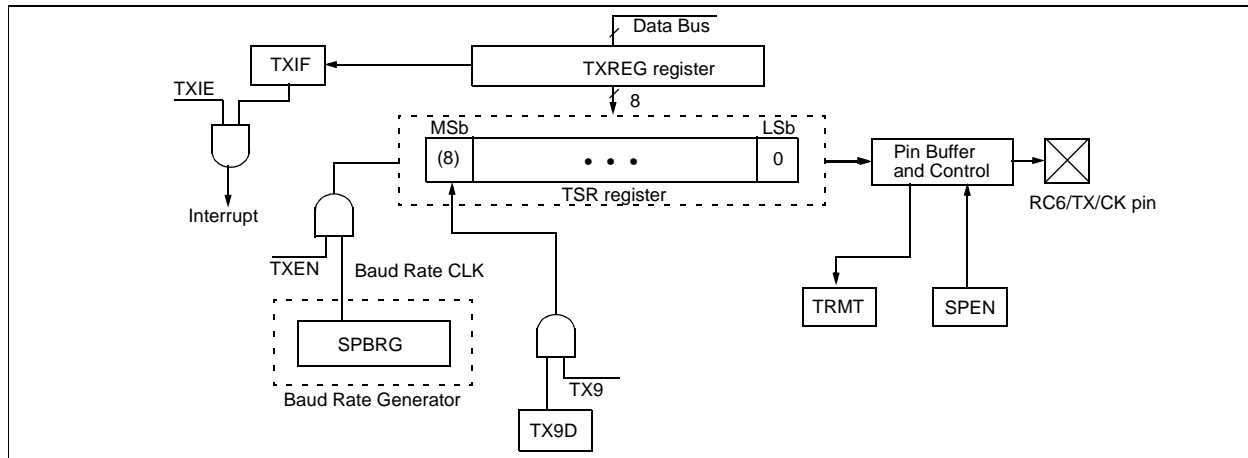 Data Bus
TXIF
TXREG register
TXIE
8
MSb
LSb
(8)
• • •
0
Pin Buffer
and Control
TSR register
RC6/TX/CK pin
Interrupt
TXEN
Baud Rate CLK
TRMT
SPEN
SPBRG
TX9
Baud Rate Generator
TX9D